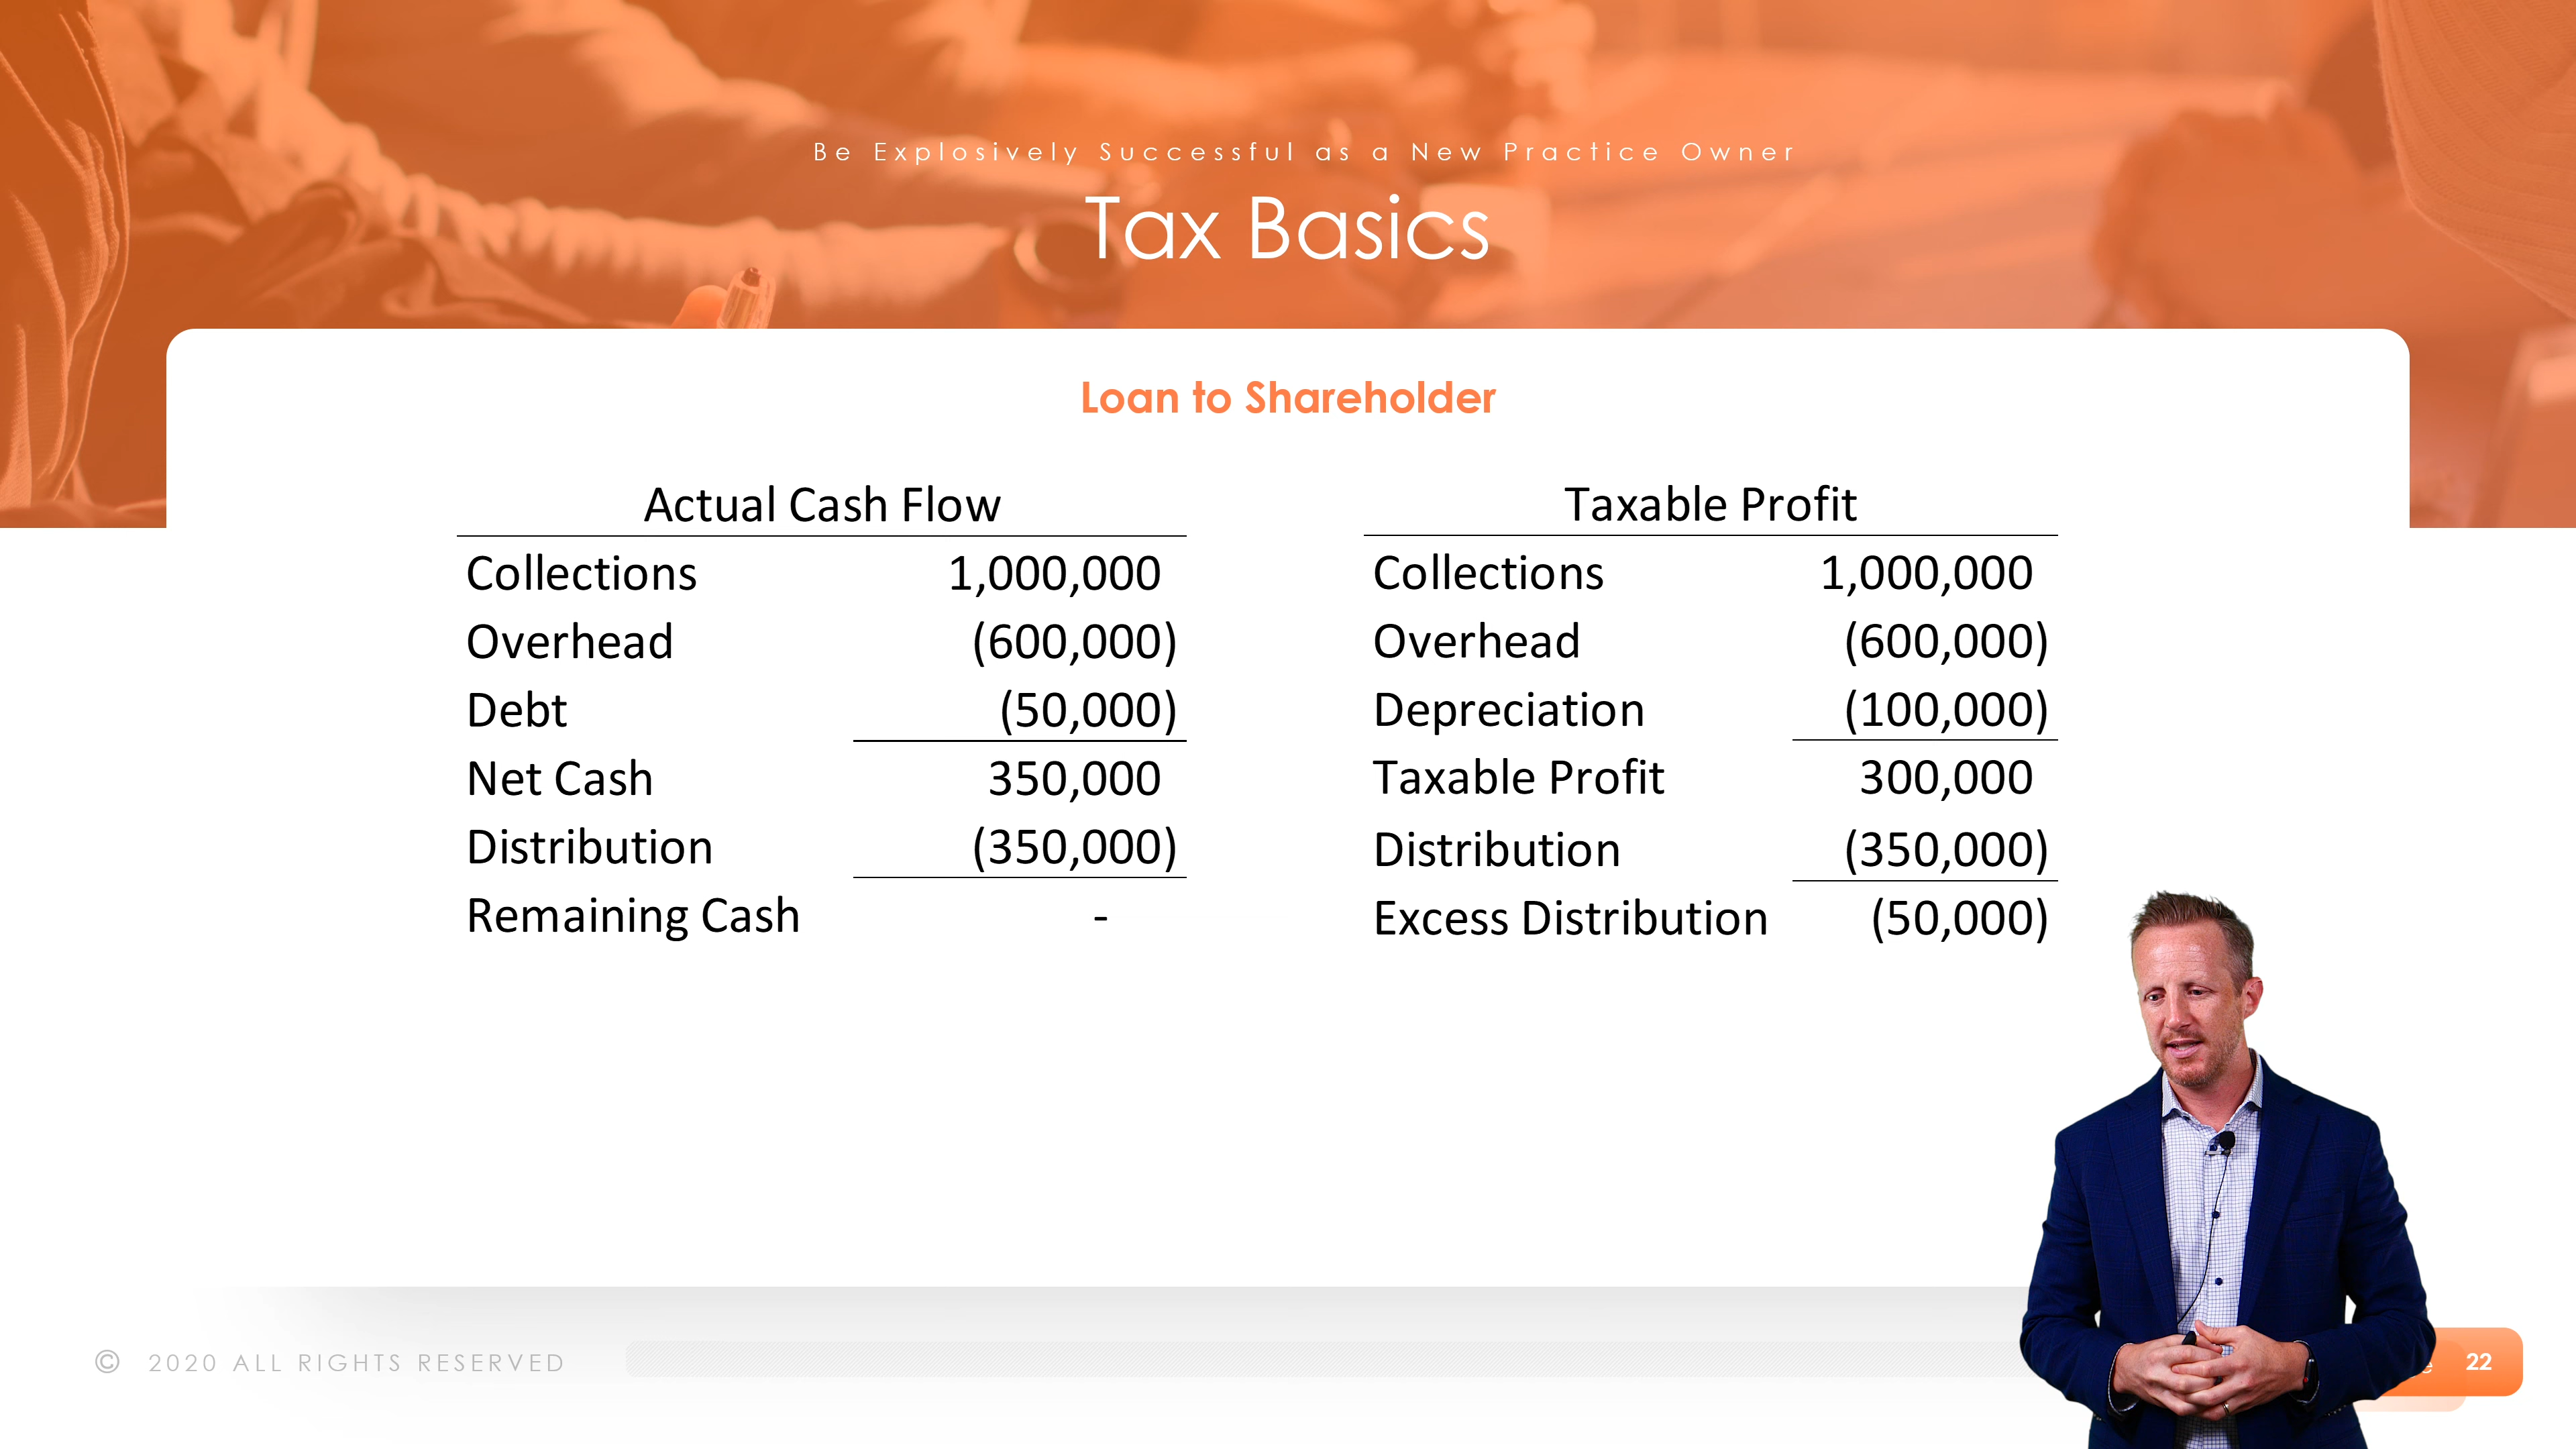 Be Explosively Successful as a New Practice Owner
Tax Basics
Loan to Shareholder
Actual Cash Flow
Collections 1,000,000
Overhead (600,000)
Debt (50,000)
Net Cash 350,000
Distribution (350,000)
Remaining Cash -
Taxable Profit
Collections 1,000,000
Overhead (600,000)
Depreciation (100,000)
Taxable Profit 300,000
Distribution (350,000)
Excess Distribution (50,000)
© 2020 ALL RIGHTS RESERVED
22